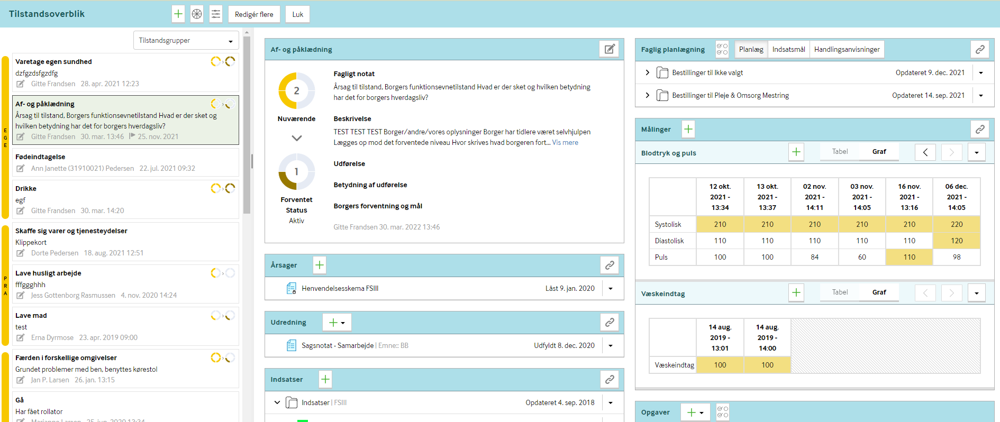 Tilstandsoverblik
Redigér flere
Luk
Tilstandsgrupper
EGE
Varetage egen sundhed
dzfgzdsfgzdfg
Gitte Frandsen 28. apr. 2021 12:23
Af- og påklædning
Årsag til tilstand, Borgers funktionsevnetilstand Hvad er der sket og
hvilken betydning har det for borgers hverdagsliv?
Gitte Frandsen 30. mar. 13:46 25. nov. 2021
Fødeindtagelse
Ann Janette (31910021) Pedersen 22. jul. 2021 09:32
Drikke
egf
Gitte Frandsen 30. mar. 14:20
PRA
Skaffe sig varer og tjenesteydelser
Klippekort
Dorte Pedersen 18. aug. 2021 12:51
Lave husligt arbejde
fffggghhh
Jess Gottenborg Rasmussen 4. nov. 2020 14:24
Lave mad
test
Erna Dyrmose 23. apr. 2019 09:00
Færden i forskellige omgivelser
Grundet problemer med ben, benyttes kørestol
Jan P. Larsen 26. jan. 13:15
Gå
Har fået rollator
Marianne Larsen 25. jun. 2020 13:34
Af- og påklædning
2
Nuværende
1
Forventet
Status
Aktiv
Fagligt notat
Årsag til tilstand, Borgers funktionsevnetilstand Hvad er der sket og hvilken betydning
har det for borgers hverdagsliv?
Beskrivelse
TEST TEST TEST Borger/andre/vores oplysninger Borger har tidlere været selvhjulpen
Lægges op mod det forventede niveau Hvor skrives hvad borgeren fort... Vis mere
Udførelse
Betydning af udførelse
Borgers forventning og mål
Gitte Frandsen 30. mar. 2022 13:46
Årsager
Henvendelsesskema FSIII Låst 9. jan. 2020
Udredning
Sagsnotat - Samarbejde | Emne:: BB Udfyldt 8. dec. 2020
Indsatser
Indsatser | FSIII Opdateret 4. sep. 2018
Faglig planlægning Planlæg Indsatsmål Handlingsanvisninger
Bestillinger til Ikke valgt Opdateret 9. dec. 2021
Bestillinger til Pleje & Omsorg Mestring Opdateret 14. sep. 2021
Målinger
Blodtryk og puls Tabel Graf
12 okt. 13 okt. 02 nov. 03 nov. 16 nov. 06 dec.
2021 - 2021 - 2021 - 2021 - 2021 - 2021 -
13:34 13:37 14:11 14:05 13:16 14:05
Systolisk 210 210 210 210 210 220
Diastolisk 110 110 110 110 110 120
Puls 100 100 84 60 110 98
Væskeindtag Tabel Graf
14 aug. 14 aug.
2019 - 2019 -
13:01 14:00
Væskeindtag 100 100
Opgaver